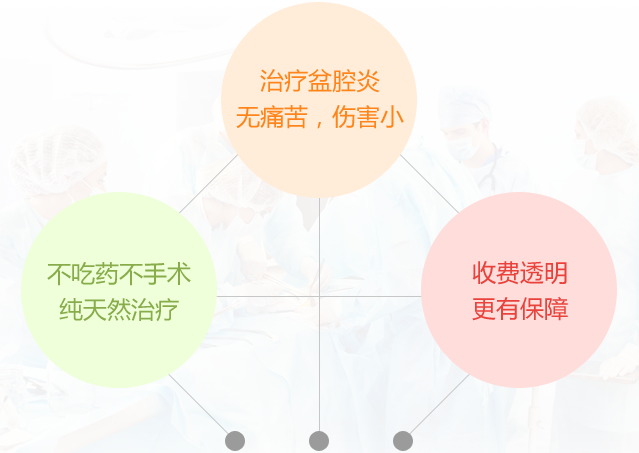 治疗盆腔炎
无痛苦，伤害小
不吃药不手术
纯天然治疗
收费透明
更有保障